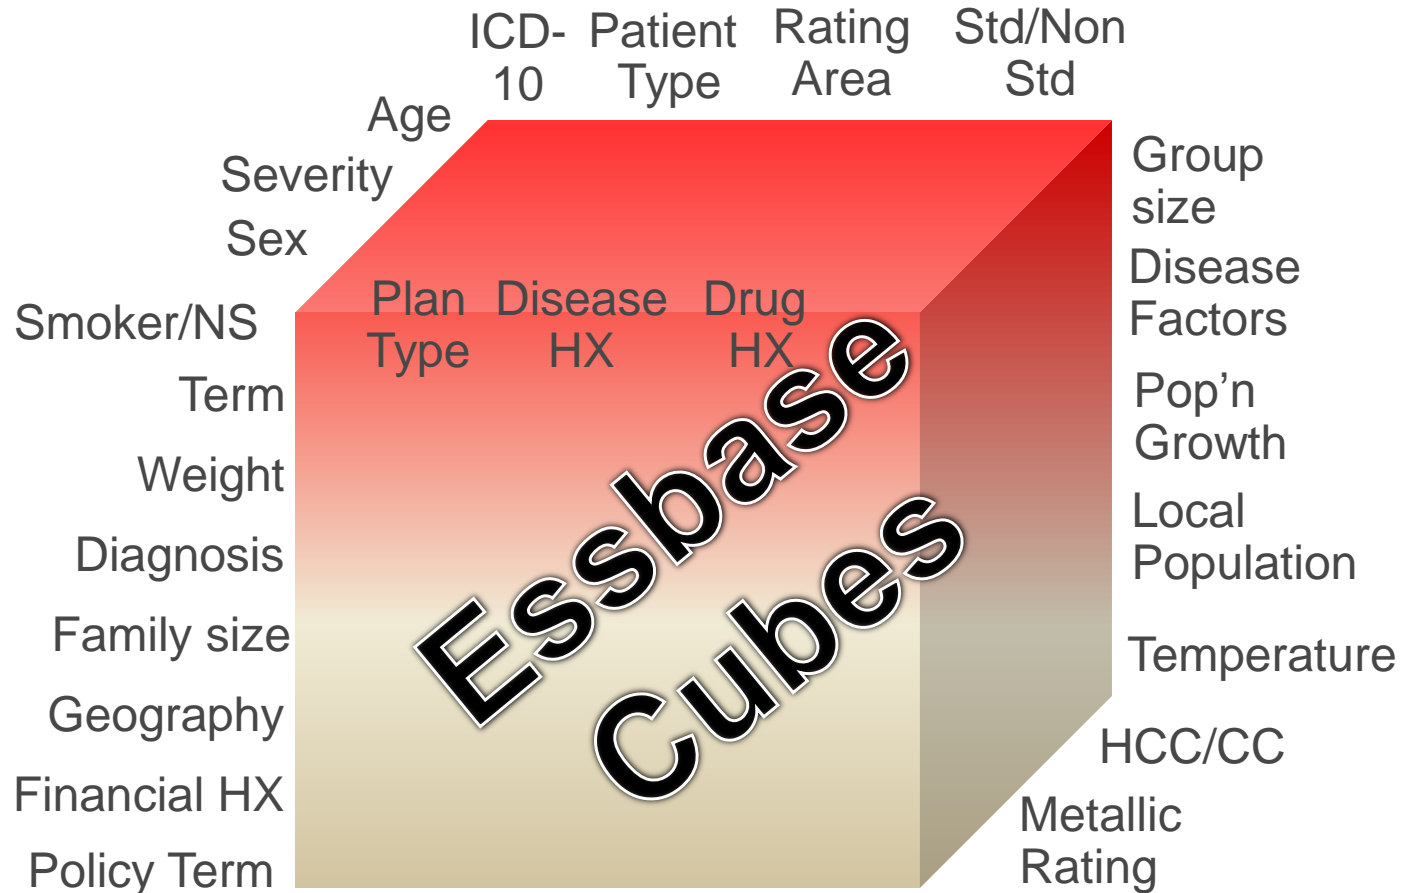 ICD-
10
Patient
Type
Rating
Area
Std/Non
Std
Age
Severity
Sex
Smoker/NS
Term
Weight
Diagnosis
Family size
Geography
Financial HX
Policy Term
Plan
Type
Disease
HX
Drug
HX
Essbase
Cubes
Group
size
Disease
Factors
Pop’n
Growth
Local
Population
Temperature
HCC/CC
Metallic
Rating